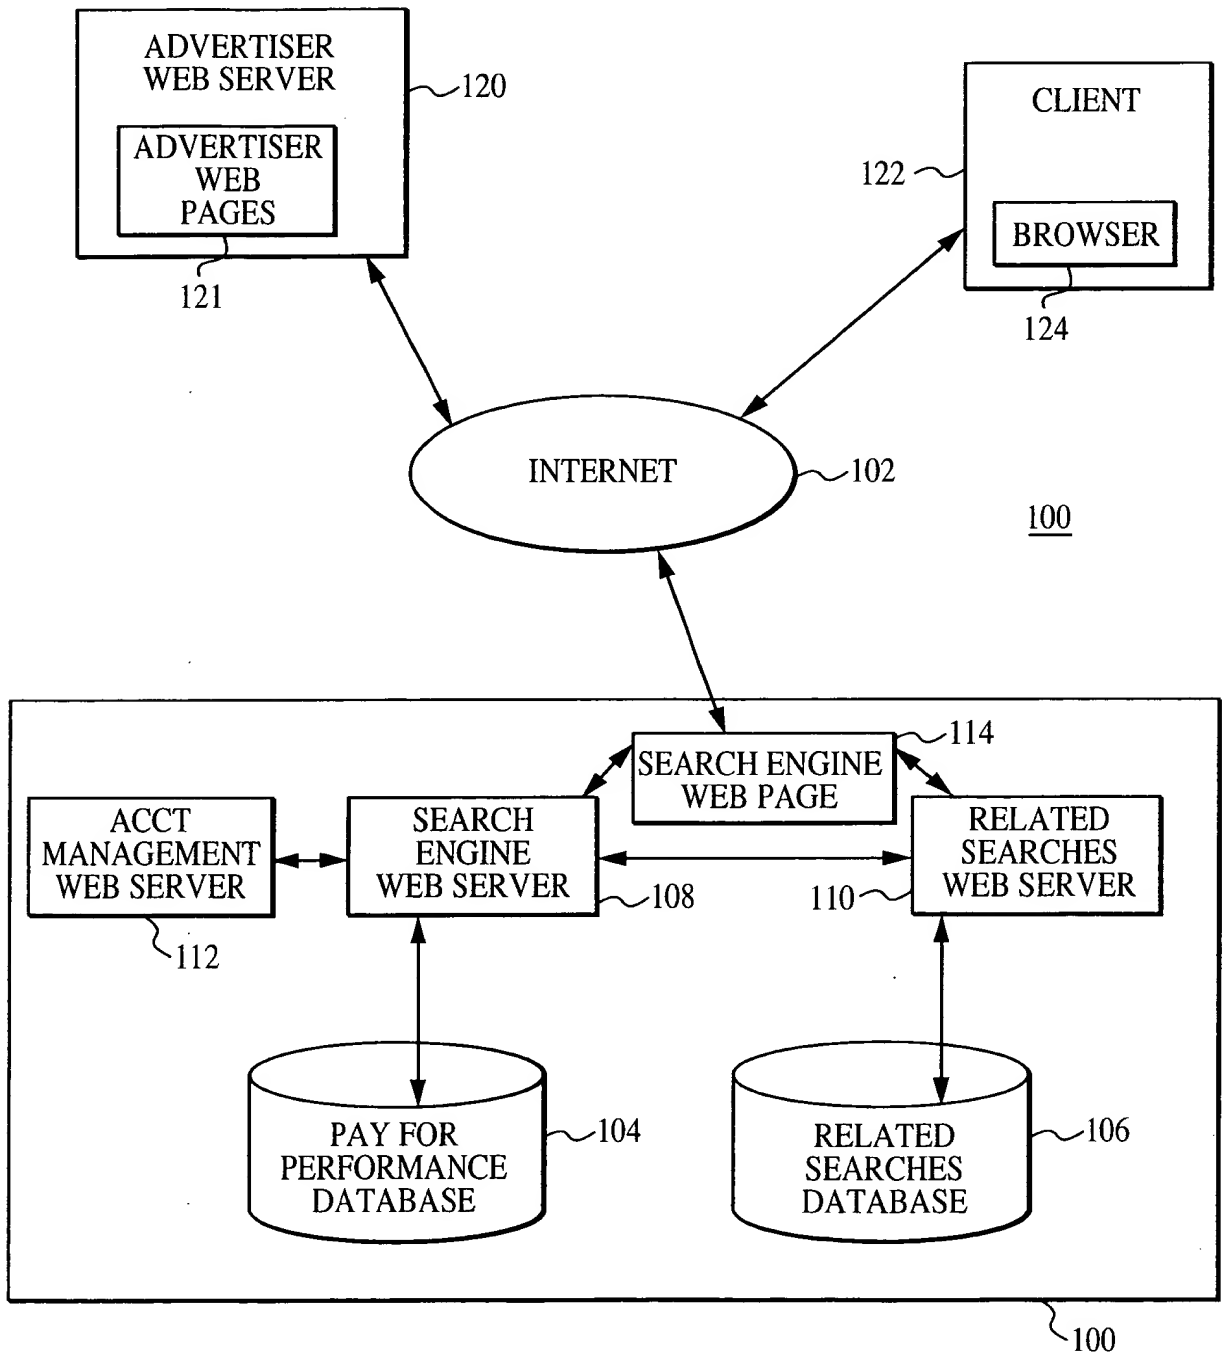 ADVERTISER
WEB SERVER
120
ADVERTISER
WEB
PAGES
121
CLIENT
122
BROWSER
124
INTERNET
102
100
114
SEARCH ENGINE
WEB PAGE
ACCT
MANAGEMENT
WEB SERVER
112
SEARCH
ENGINE
WEB SERVER
108
RELATED
SEARCHES
WEB SERVER
110
PAY FOR
PERFORMANCE
DATABASE
104
RELATED
SEARCHES
DATABASE
106
100